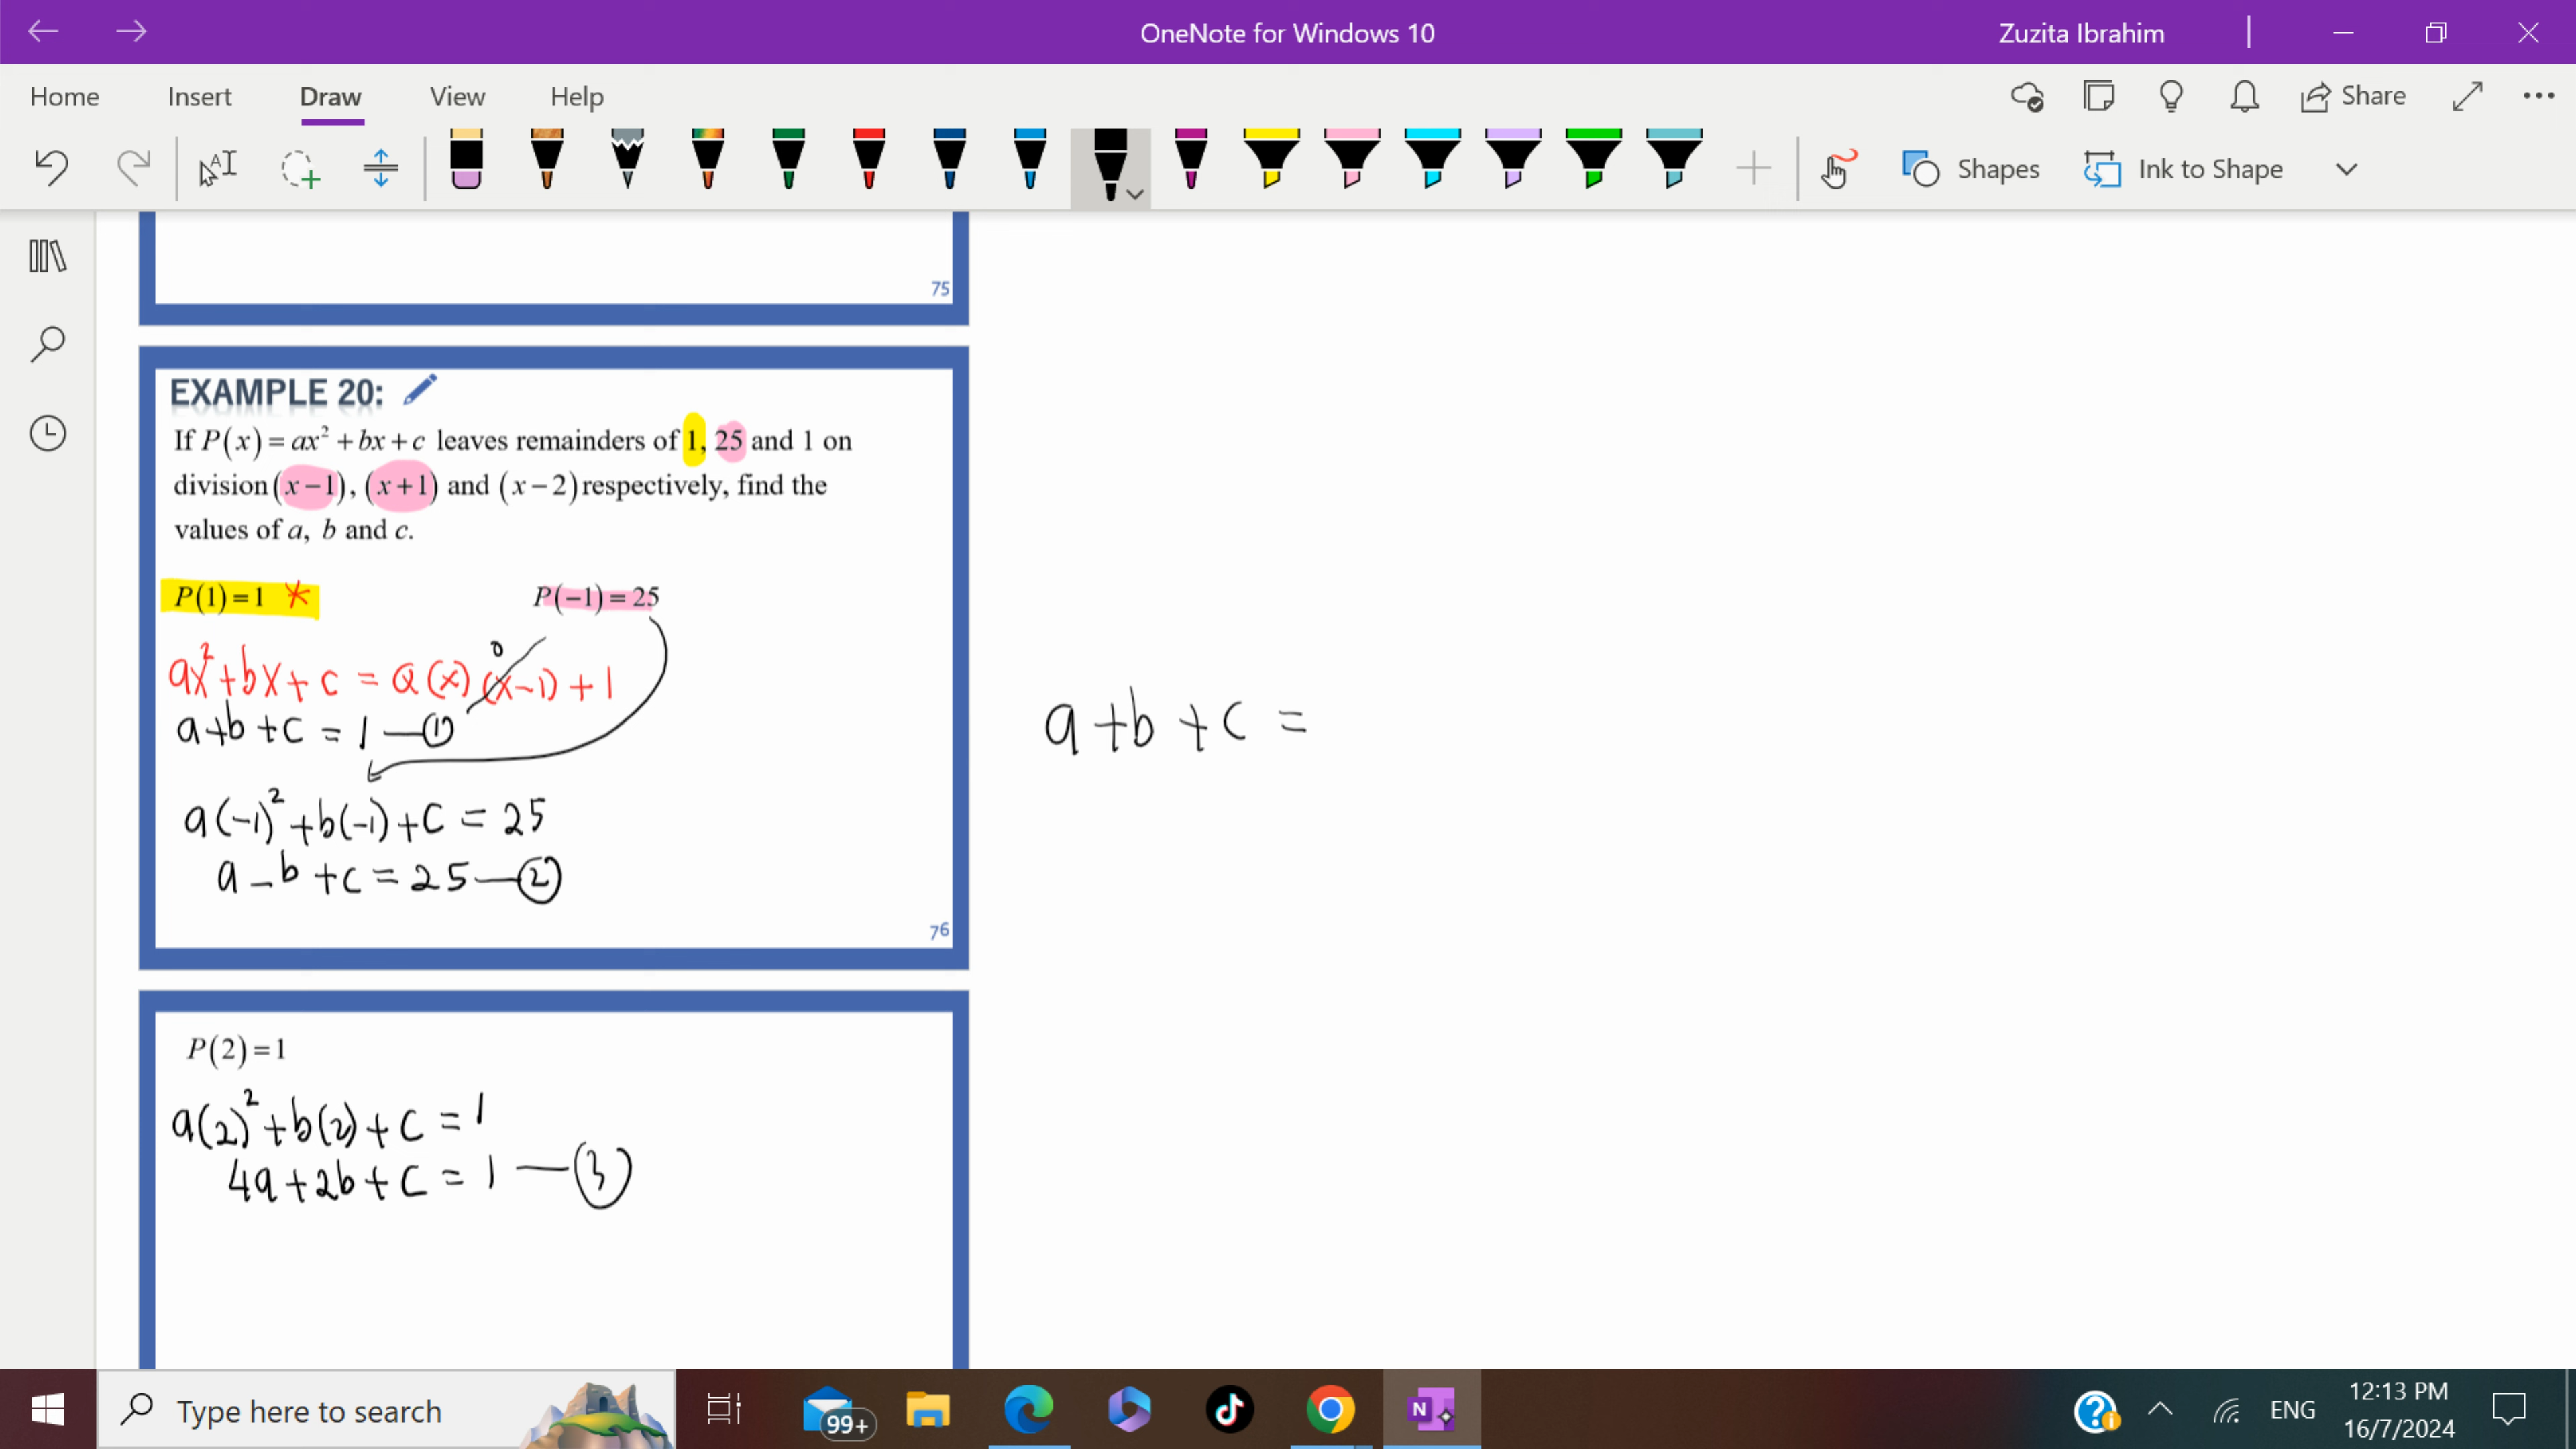 OneNote for Windows 10
Zuzita Ibrahim
Home Insert Draw View Help
Share
Shapes Ink to Shape
75
EXAMPLE 20:
If P(x) = ax² + bx + c leaves remainders of 1, 25 and 1 on
division (x − 1), (x + 1) and (x − 2) respectively, find the
values of a, b and c.
P(1) = 1 * P(−1) = 25
0
ax² + bx + c = Q(x) (x−1) + 1
a + b + c = 1 — ①
a(−1)² + b(−1) + c = 25
a − b + c = 25 — ②
76
a + b + c =
P(2) = 1
a(2)² + b(2) + c = 1
4a + 2b + c = 1 — ③
Type here to search
99+
ENG
12:13 PM
16/7/2024